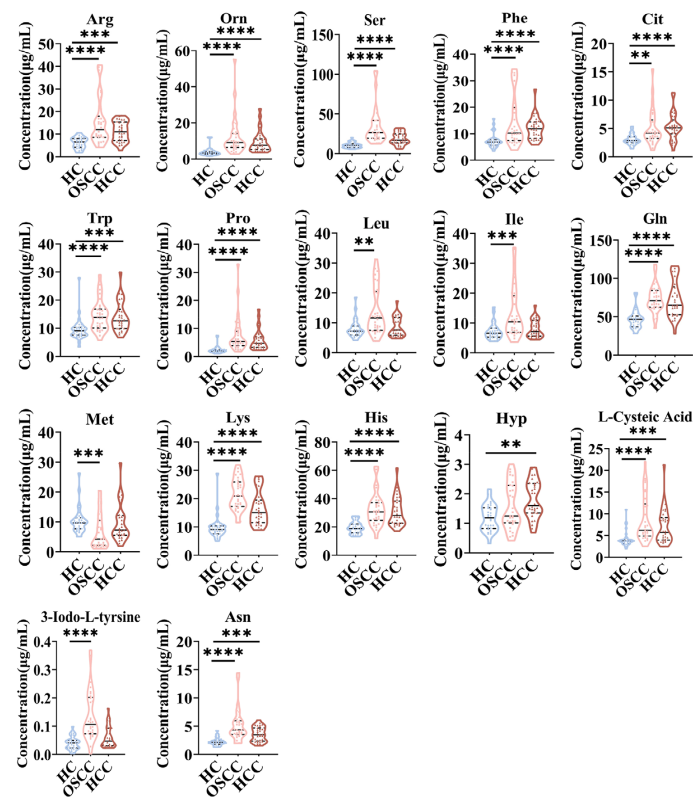 Arg
Concentration(μg/mL)
50
40
30
20
10
0
***
****
HC
OSCC
HCC
Orn
Concentration(μg/mL)
60
40
20
0
****
****
HC
OSCC
HCC
Ser
Concentration(μg/mL)
150
100
50
0
****
****
HC
OSCC
HCC
Phe
Concentration(μg/mL)
40
30
20
10
0
****
****
HC
OSCC
HCC
Cit
Concentration(μg/mL)
20
15
10
5
0
****
**
HC
OSCC
HCC
Trp
Concentration(μg/mL)
40
30
20
10
0
***
****
HC
OSCC
HCC
Pro
Concentration(μg/mL)
40
30
20
10
0
****
****
HC
OSCC
HCC
Leu
Concentration(μg/mL)
40
30
20
10
0
**
HC
OSCC
HCC
Ile
Concentration(μg/mL)
40
30
20
10
0
***
HC
OSCC
HCC
Gln
Concentration(μg/mL)
150
100
50
0
****
****
HC
OSCC
HCC
Met
Concentration(μg/mL)
40
30
20
10
0
***
HC
OSCC
HCC
Lys
Concentration(μg/mL)
40
30
20
10
0
****
****
HC
OSCC
HCC
His
Concentration(μg/mL)
80
60
40
20
0
****
****
HC
OSCC
HCC
Hyp
Concentration(μg/mL)
4
3
2
1
0
**
HC
OSCC
HCC
L-Cysteic Acid
Concentration(μg/mL)
25
20
15
10
5
0
***
****
HC
OSCC
HCC
3-Iodo-L-tyrsine
Concentration(μg/mL)
0.4
0.3
0.2
0.1
0.0
****
HC
OSCC
HCC
Asn
Concentration(μg/mL)
20
15
10
5
0
***
****
HC
OSCC
HCC